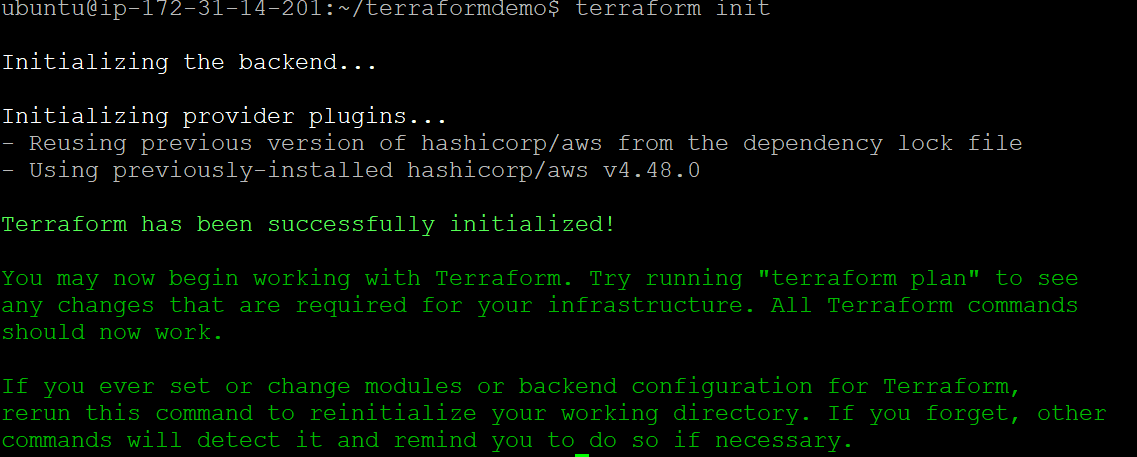 ubuntu@ip-172-31-14-201:~/terraformdemo$ terraform init
Initializing the backend...
Initializing provider plugins...
- Reusing previous version of hashicorp/aws from the dependency lock file
- Using previously-installed hashicorp/aws v4.48.0
Terraform has been successfully initialized!
You may now begin working with Terraform. Try running "terraform plan" to see
any changes that are required for your infrastructure. All Terraform commands
should now work.
If you ever set or change modules or backend configuration for Terraform,
rerun this command to reinitialize your working directory. If you forget, other
commands will detect it and remind you to do so if necessary.